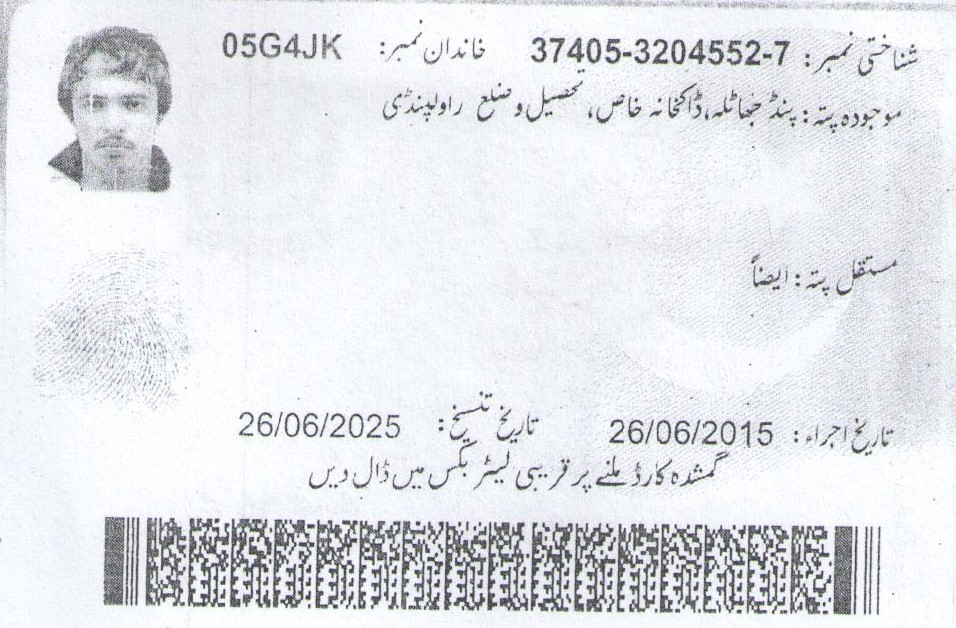 شناختی نمبر: 37405-3204552-7 خاندان نمبر: 05G4JK
موجودہ پتہ: پنڈ جھاٹلہ، ڈاکخانہ خاص، تحصیل و ضلع راولپنڈی
مستقل پتہ: ایضاً
تاریخ اجراء: 26/06/2015 تاریخ تنسیخ: 26/06/2025
گمشدہ کارڈ ملنے پر قریبی لیٹر بکس میں ڈال دیں